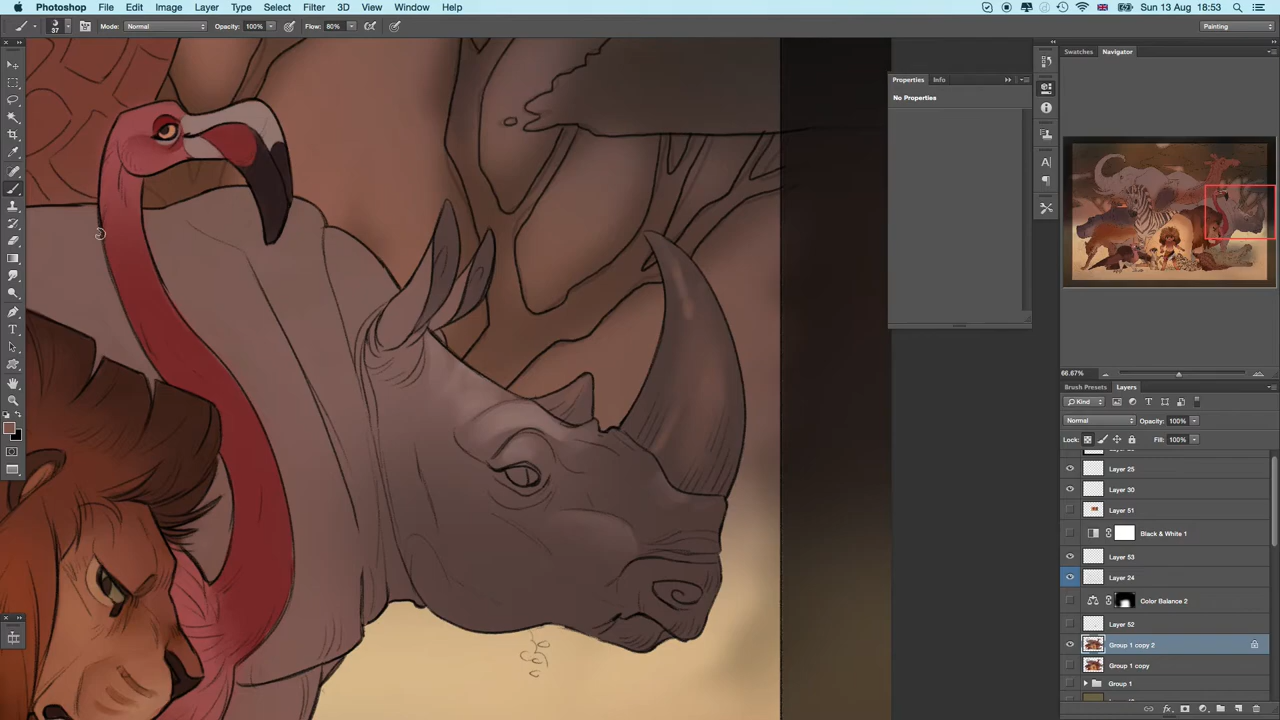 Photoshop File Edit Image Layer Type Select Filter 3D View Window Help Sun 13 Aug 18:53
37 Mode: Normal Opacity: 100% Flow: 80% Painting
Swatches Navigator
Properties Info
No Properties
66.67%
Brush Presets Layers
Kind
Normal Opacity: 100%
Lock: Fill: 100%
Layer 25
Layer 30
Layer 51
Black & White 1
Layer 53
Layer 24
Color Balance 2
Layer 52
Group 1 copy 2
Group 1 copy
Group 1